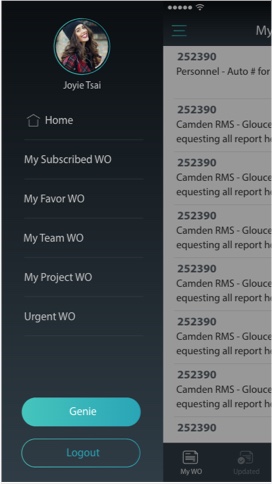 Joyie Tsai
Home
My Subscribed WO
My Favor WO
My Team WO
My Project WO
Urgent WO
Genie
Logout
My
252390
Personnel - Auto # for
252390
Camden RMS - Glouce
equesting all report h
252390
Camden RMS - Glouce
equesting all report h
252390
Camden RMS - Glouce
equesting all report h
252390
Camden RMS - Glouce
equesting all report h
252390
Camden RMS - Glouce
equesting all report h
252390
Camden RMS - Glouce
equesting all report h
252390
My WO
Updated